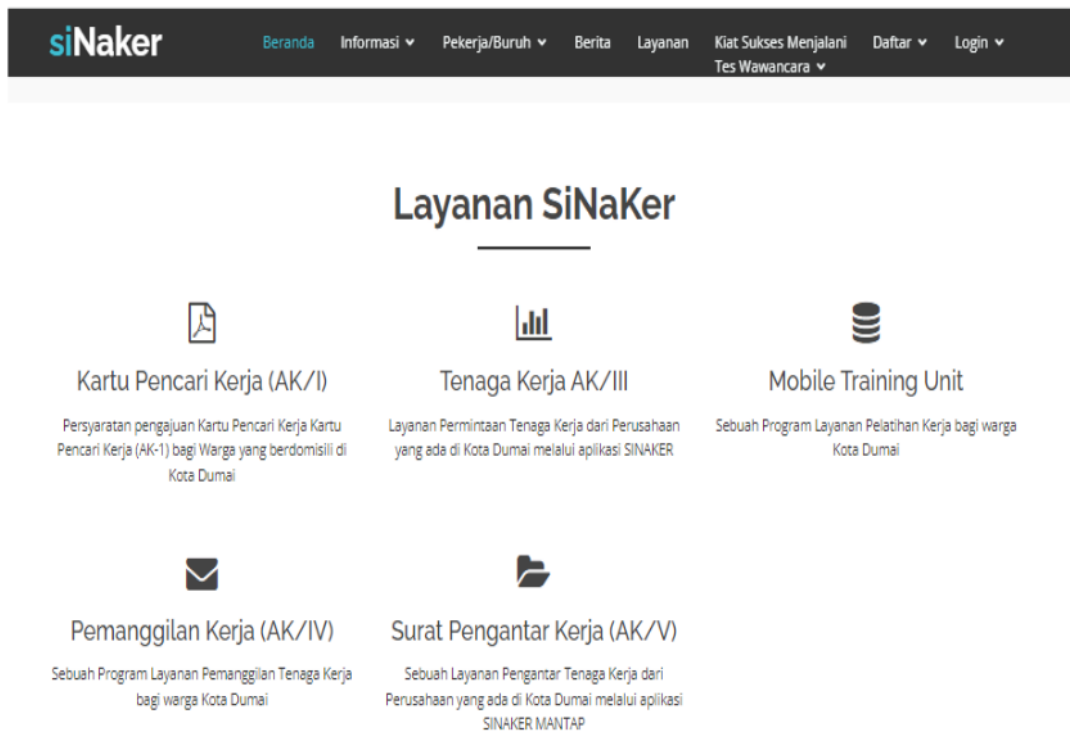 siNaker
Beranda
Informasi
Pekerja/Buruh
Berita
Layanan
Kiat Sukses Menjalani
Tes Wawancara
Daftar
Login
Layanan SiNaKer
Kartu Pencari Kerja (AK/I)
Persyaratan pengajuan Kartu Pencari Kerja Kartu
Pencari Kerja (AK-1) bagi Warga yang berdomisili di
Kota Dumai
Tenaga Kerja AK/III
Layanan Permintaan Tenaga Kerja dari Perusahaan
yang ada di Kota Dumai melalui aplikasi SINAKER
Mobile Training Unit
Sebuah Program Layanan Pelatihan Kerja bagi warga
Kota Dumai
Pemanggilan Kerja (AK/IV)
Sebuah Program Layanan Pemanggilan Tenaga Kerja
bagi warga Kota Dumai
Surat Pengantar Kerja (AK/V)
Sebuah Layanan Pengantar Tenaga Kerja dari
Perusahaan yang ada di Kota Dumai melalui aplikasi
SINAKER MANTAP